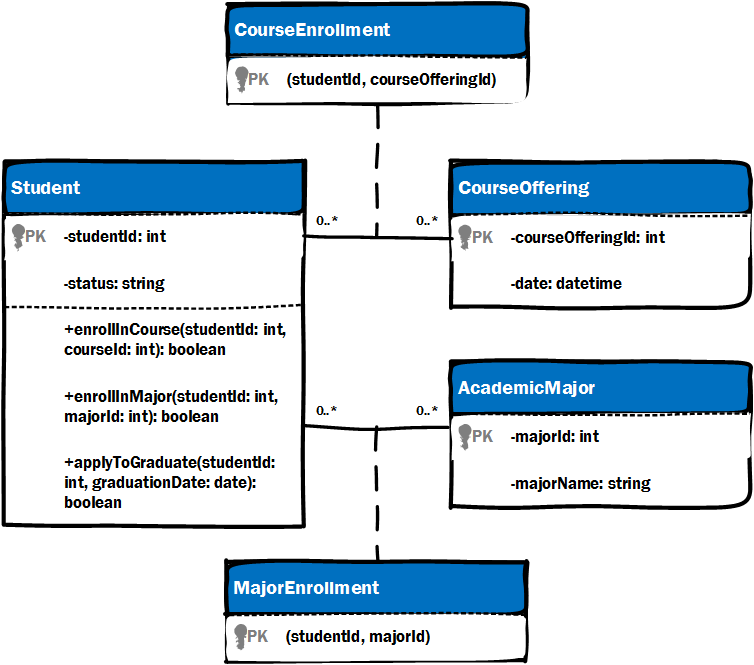 CourseEnrollment
PK (studentId, courseOfferingId)
Student
PK -studentId: int
-status: string
+enrollInCourse(studentId: int,
courseId: int): boolean
+enrollInMajor(studentId: int,
majorId: int): boolean
+applyToGraduate(studentId:
int, graduationDate: date):
boolean
0..* 0..*
CourseOffering
PK -courseOfferingId: int
-date: datetime
0..* 0..*
AcademicMajor
PK -majorId: int
-majorName: string
MajorEnrollment
PK (studentId, majorId)